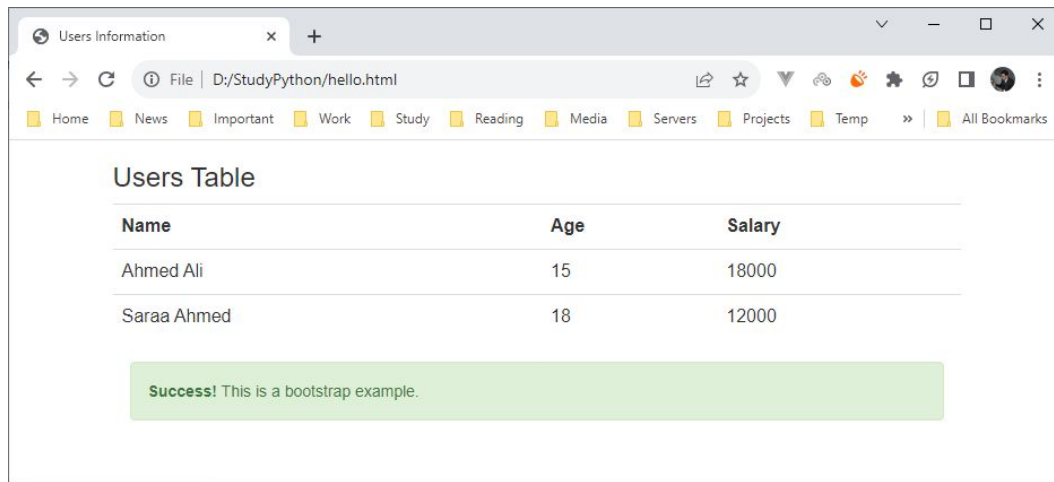 Users Information
File D:/StudyPython/hello.html
Home News Important Work Study Reading Media Servers Projects Temp » All Bookmarks
Users Table
Name Age Salary
Ahmed Ali 15 18000
Saraa Ahmed 18 12000
Success! This is a bootstrap example.